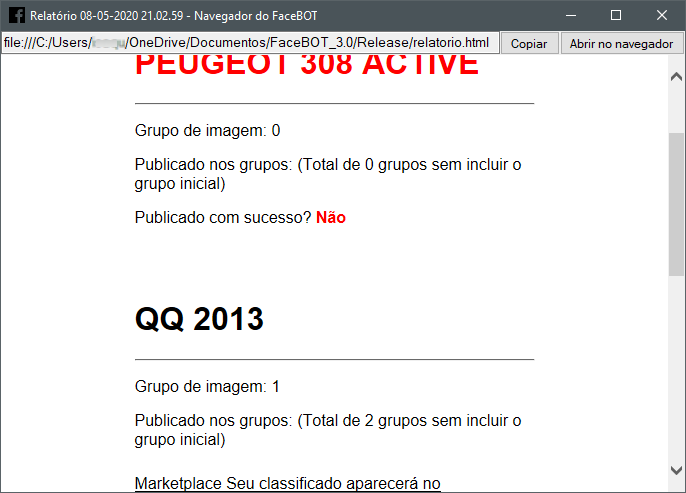 Relatório 08-05-2020 21.02.59 - Navegador do FaceBOT
file:///C:/Users/ /OneDrive/Documentos/FaceBOT_3.0/Release/relatorio.html
Copiar
Abrir no navegador
PEUGEOT 308 ACTIVE
Grupo de imagem: 0
Publicado nos grupos: (Total de 0 grupos sem incluir o
grupo inicial)
Publicado com sucesso? Não
QQ 2013
Grupo de imagem: 1
Publicado nos grupos: (Total de 2 grupos sem incluir o
grupo inicial)
Marketplace Seu classificado aparecerá no